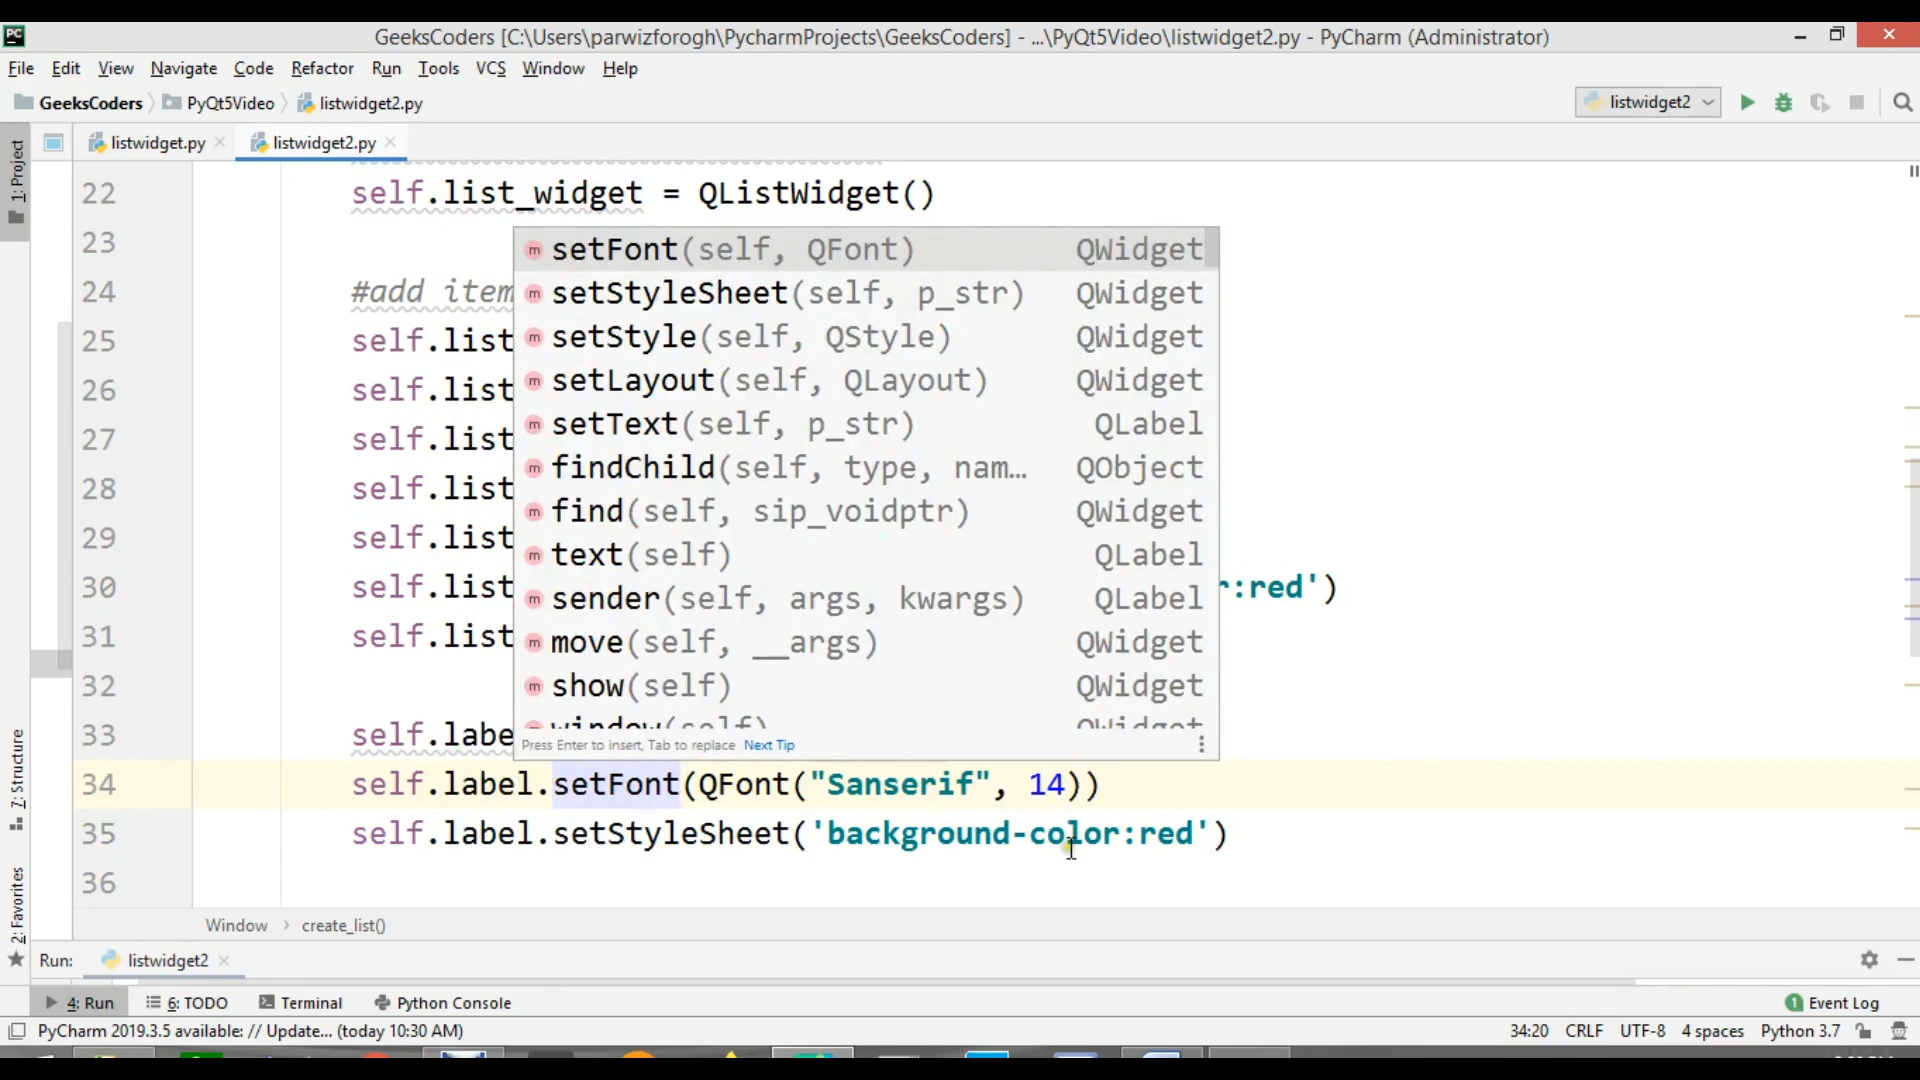 PC
GeeksCoders [C:\Users\parwizforogh\PycharmProjects\GeeksCoders] - ...\PyQt5Video\listwidget2.py - PyCharm (Administrator)
File Edit View Navigate Code Refactor Run Tools VCS Window Help
GeeksCoders PyQt5Video listwidget2.py listwidget2
listwidget.py listwidget2.py
1: Project
22 self.list_widget = QListWidget()
23
setFont(self, QFont) QWidget
24 #add item
setStyleSheet(self, p_str) QWidget
25 self.list
setStyle(self, QStyle) QWidget
26 self.list
setLayout(self, QLayout) QWidget
27 self.list
setText(self, p_str) QLabel
28 self.list
findChild(self, type, nam… QObject
find(self, sip_voidptr) QWidget
29 self.list
text(self) QLabel
30 self.list r:red')
sender(self, args, kwargs) QLabel
31 self.list
move(self, __args) QWidget
32
show(self) QWidget
33 self.labe
window(self) QWidget
Press Enter to insert, Tab to replace Next Tip
34 self.label.setFont(QFont("Sanserif", 14))
35 self.label.setStyleSheet('background-color:red')
36
7: Structure
2: Favorites
Window create_list()
Run: listwidget2
4: Run 6: TODO Terminal Python Console 1 Event Log
PyCharm 2019.3.5 available: // Update... (today 10:30 AM) 34:20 CRLF UTF-8 4 spaces Python 3.7